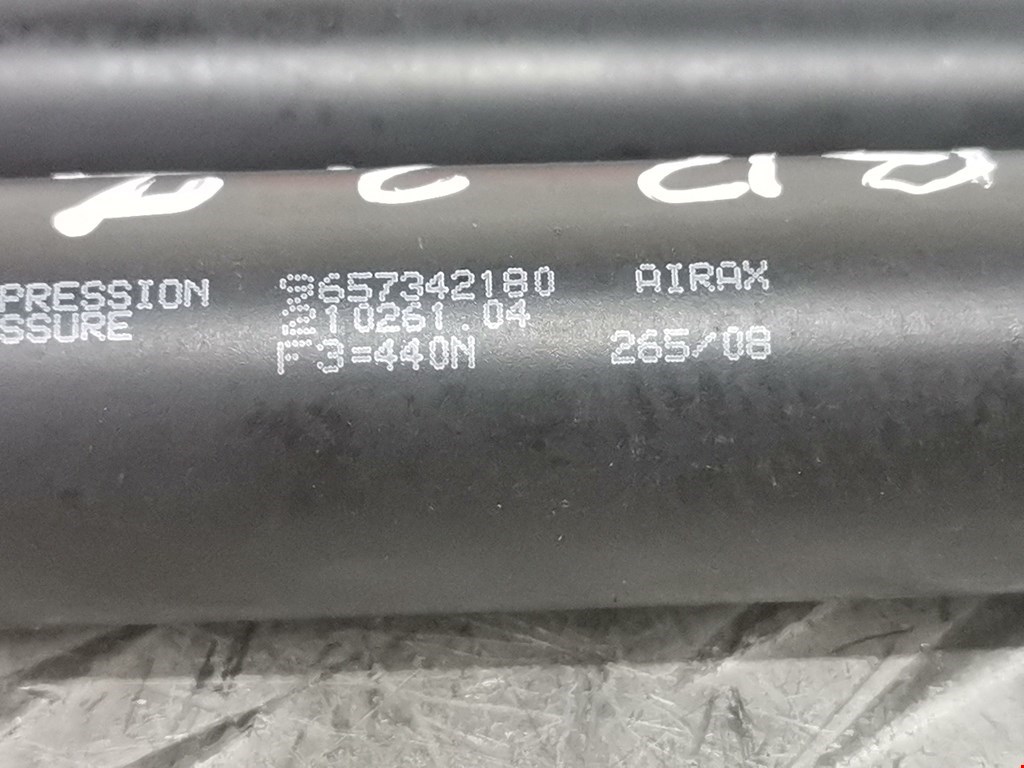 PRESSION 9657342180 AIRAX
SSURE 210261.04
F3=440N 265/08